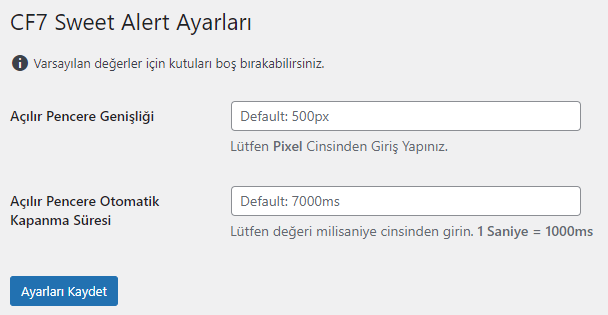 CF7 Sweet Alert Ayarları
Varsayılan değerler için kutuları boş bırakabilirsiniz.
Açılır Pencere Genişliği
Default: 500px
Lütfen Pixel Cinsinden Giriş Yapınız.
Açılır Pencere Otomatik
Kapanma Süresi
Default: 7000ms
Lütfen değeri milisaniye cinsinden girin. 1 Saniye = 1000ms
Ayarları Kaydet